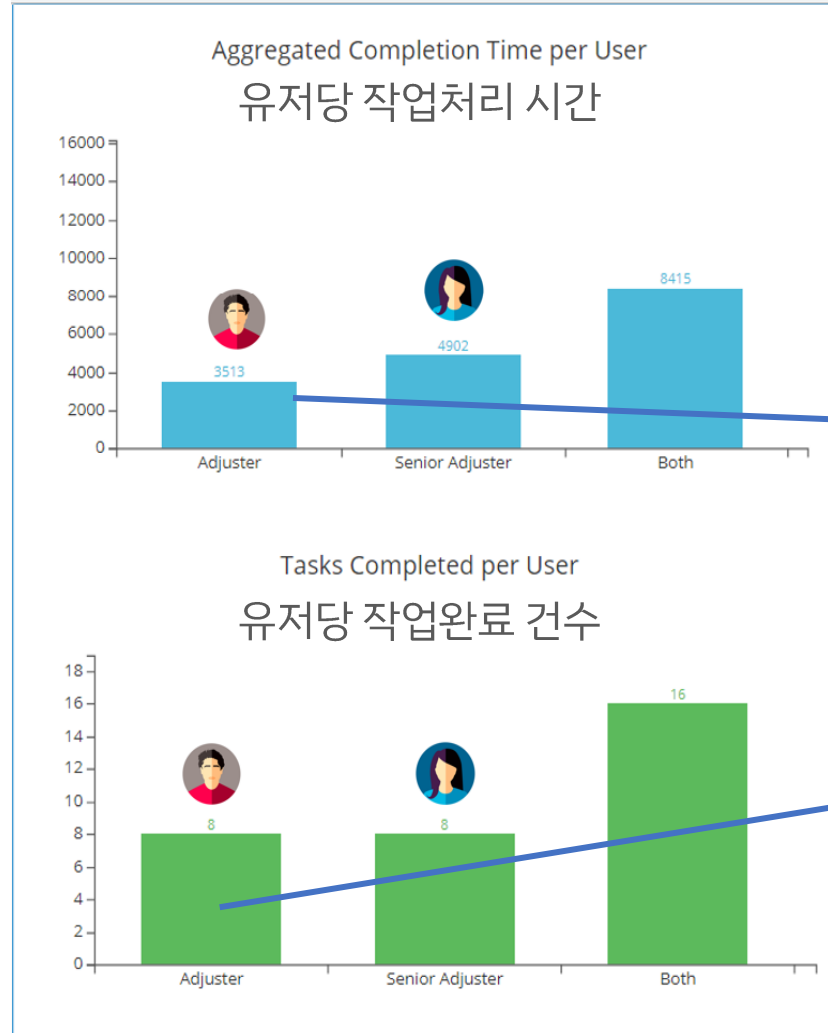 Aggregated Completion Time per User
유저당 작업처리 시간
16000
14000
12000
10000
8000
6000
4000
2000
0
3513
4902
8415
Adjuster
Senior Adjuster
Both
Tasks Completed per User
유저당 작업완료 건수
18
16
14
12
10
8
6
4
2
0
8
8
16
Adjuster
Senior Adjuster
Both